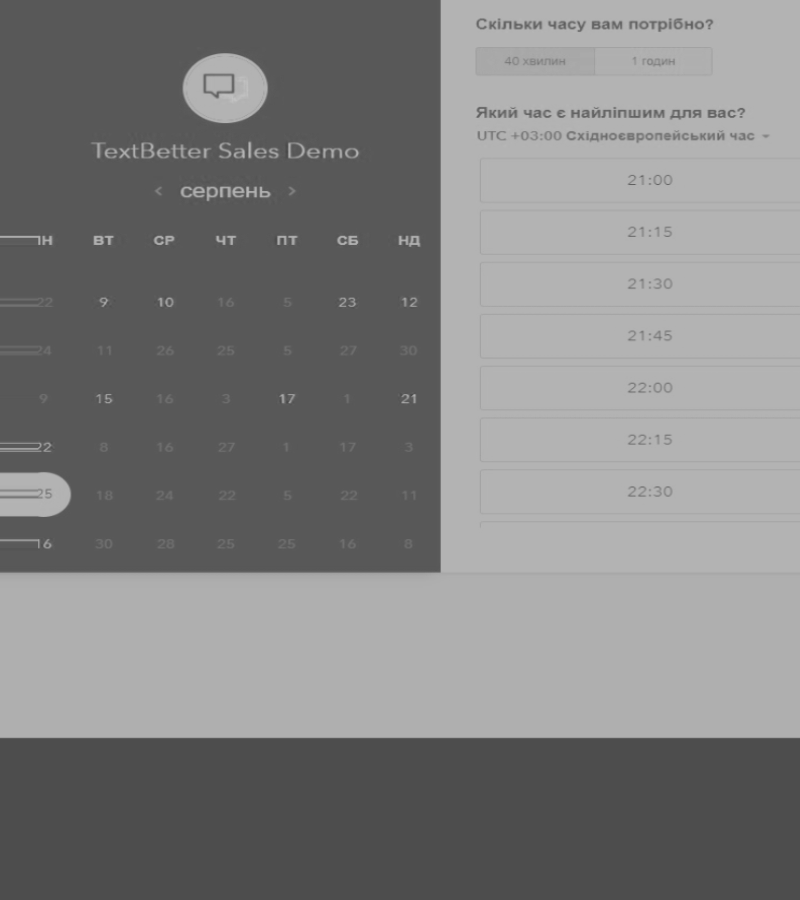 TextBetter Sales Demo
серпень
ВТ СР ЧТ ПТ СБ НД
22 9 10 16 5 23 12
24 11 26 25 5 27 30
9 15 16 3 17 1 21
22 8 16 27 1 17 3
25 18 24 22 5 22 11
16 30 28 25 25 16 8
Скільки часу вам потрібно?
40 хвилин 1 годин
Який час є найліпшим для вас?
UTC +03:00 Східноєвропейський час
21:00
21:15
21:30
21:45
22:00
22:15
22:30